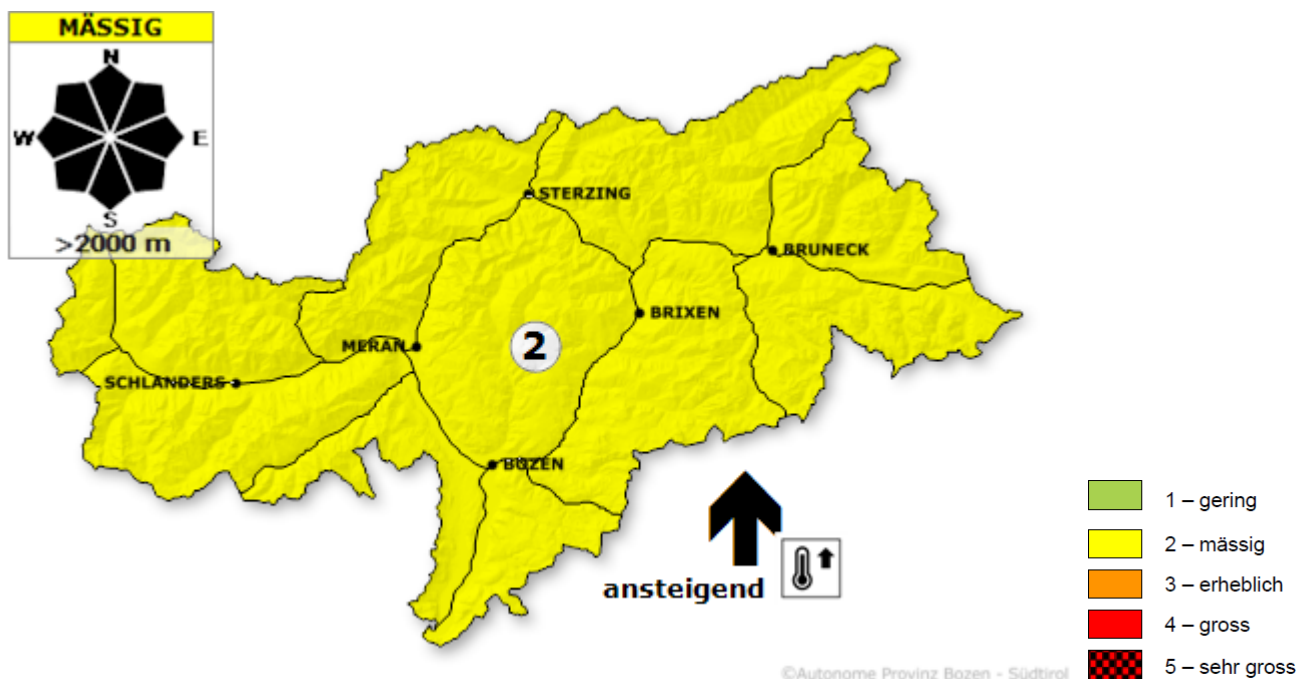 MÄSSIG
N
W
E
S
>2000 m
STERZING
BRUNECK
BRIXEN
MERAN
2
SCHLANDERS
BOZEN
ansteigend
1 – gering
2 – mässig
3 – erheblich
4 – gross
5 – sehr gross
©Autonome Provinz Bozen - Südtirol